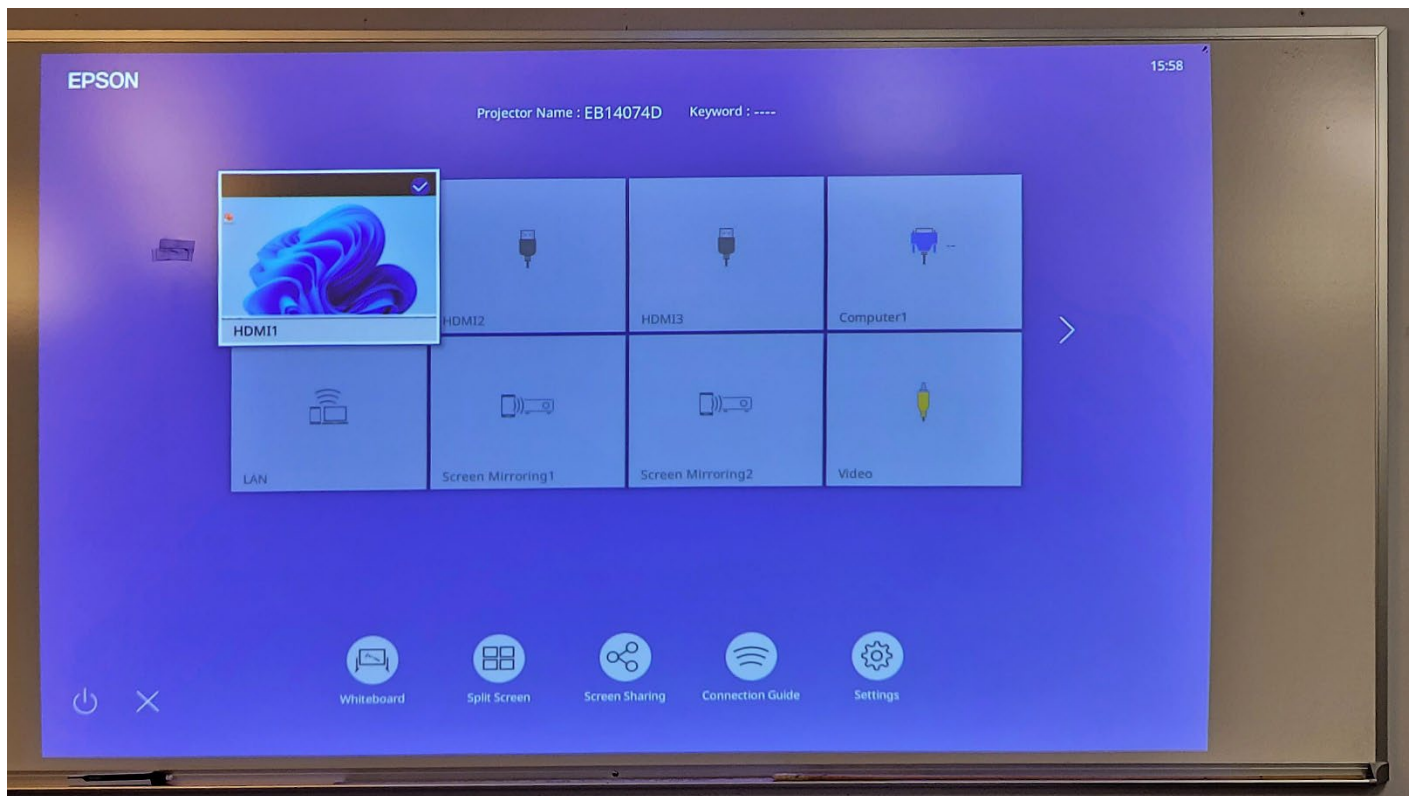 EPSON
15:58
Projector Name : EB14074D Keyword : ----
HDMI1
HDMI2
HDMI3
Computer1
--
LAN
Screen Mirroring1
Screen Mirroring2
Video
Whiteboard
Split Screen
Screen Sharing
Connection Guide
Settings